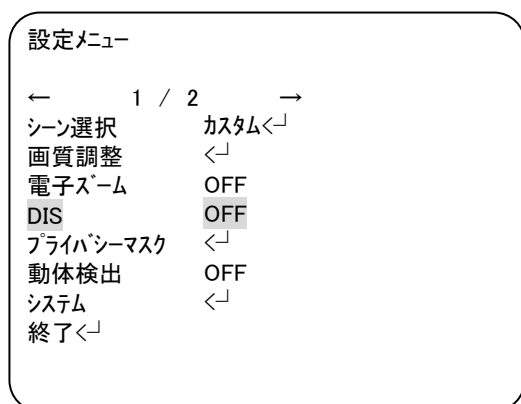 設定ﾒﾆｭｰ
← 1 / 2 →
ｼｰﾝ選択 ｶｽﾀﾑ<┘
画質調整 <┘
電子ｽﾞｰﾑ OFF
DIS OFF
ﾌﾟﾗｲﾊﾞｼｰﾏｽｸ <┘
動体検出 OFF
ｼｽﾃﾑ <┘
終了<┘